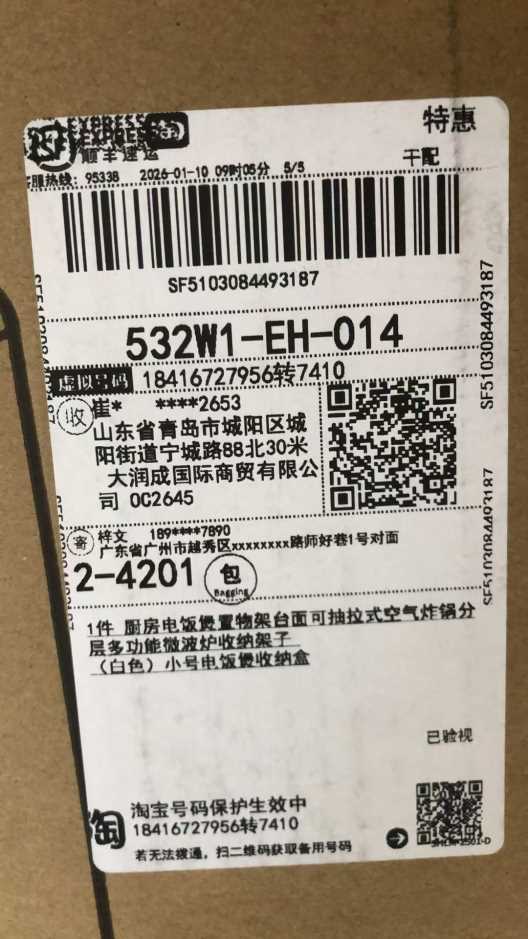 EXPRESS
EXPRESS
SF
淘
顺丰速运
特惠
客服热线：95338 2026-01-10 09时05分 5/5
干配
SF5103084493187
SF5103084493187
532W1-EH-014
虚拟号码 18416727956转7410
收 崔* ****2653
山东省青岛市城阳区城
阳街道宁城路88北30米
大润成国际商贸有限公
司 0C2645
SF5103084493187
寄 梓文 189****7890
广东省广州市越秀区xxxxxxxx路师好巷1号对面
2-4201 包
Bagging
1件 厨房电饭煲置物架台面可抽拉式空气炸锅分
层多功能微波炉收纳架子
（白色）小号电饭煲收纳盒
已验视
淘 淘宝号码保护生效中
18416727956转7410
若无法拨通，扫二维码获取备用号码